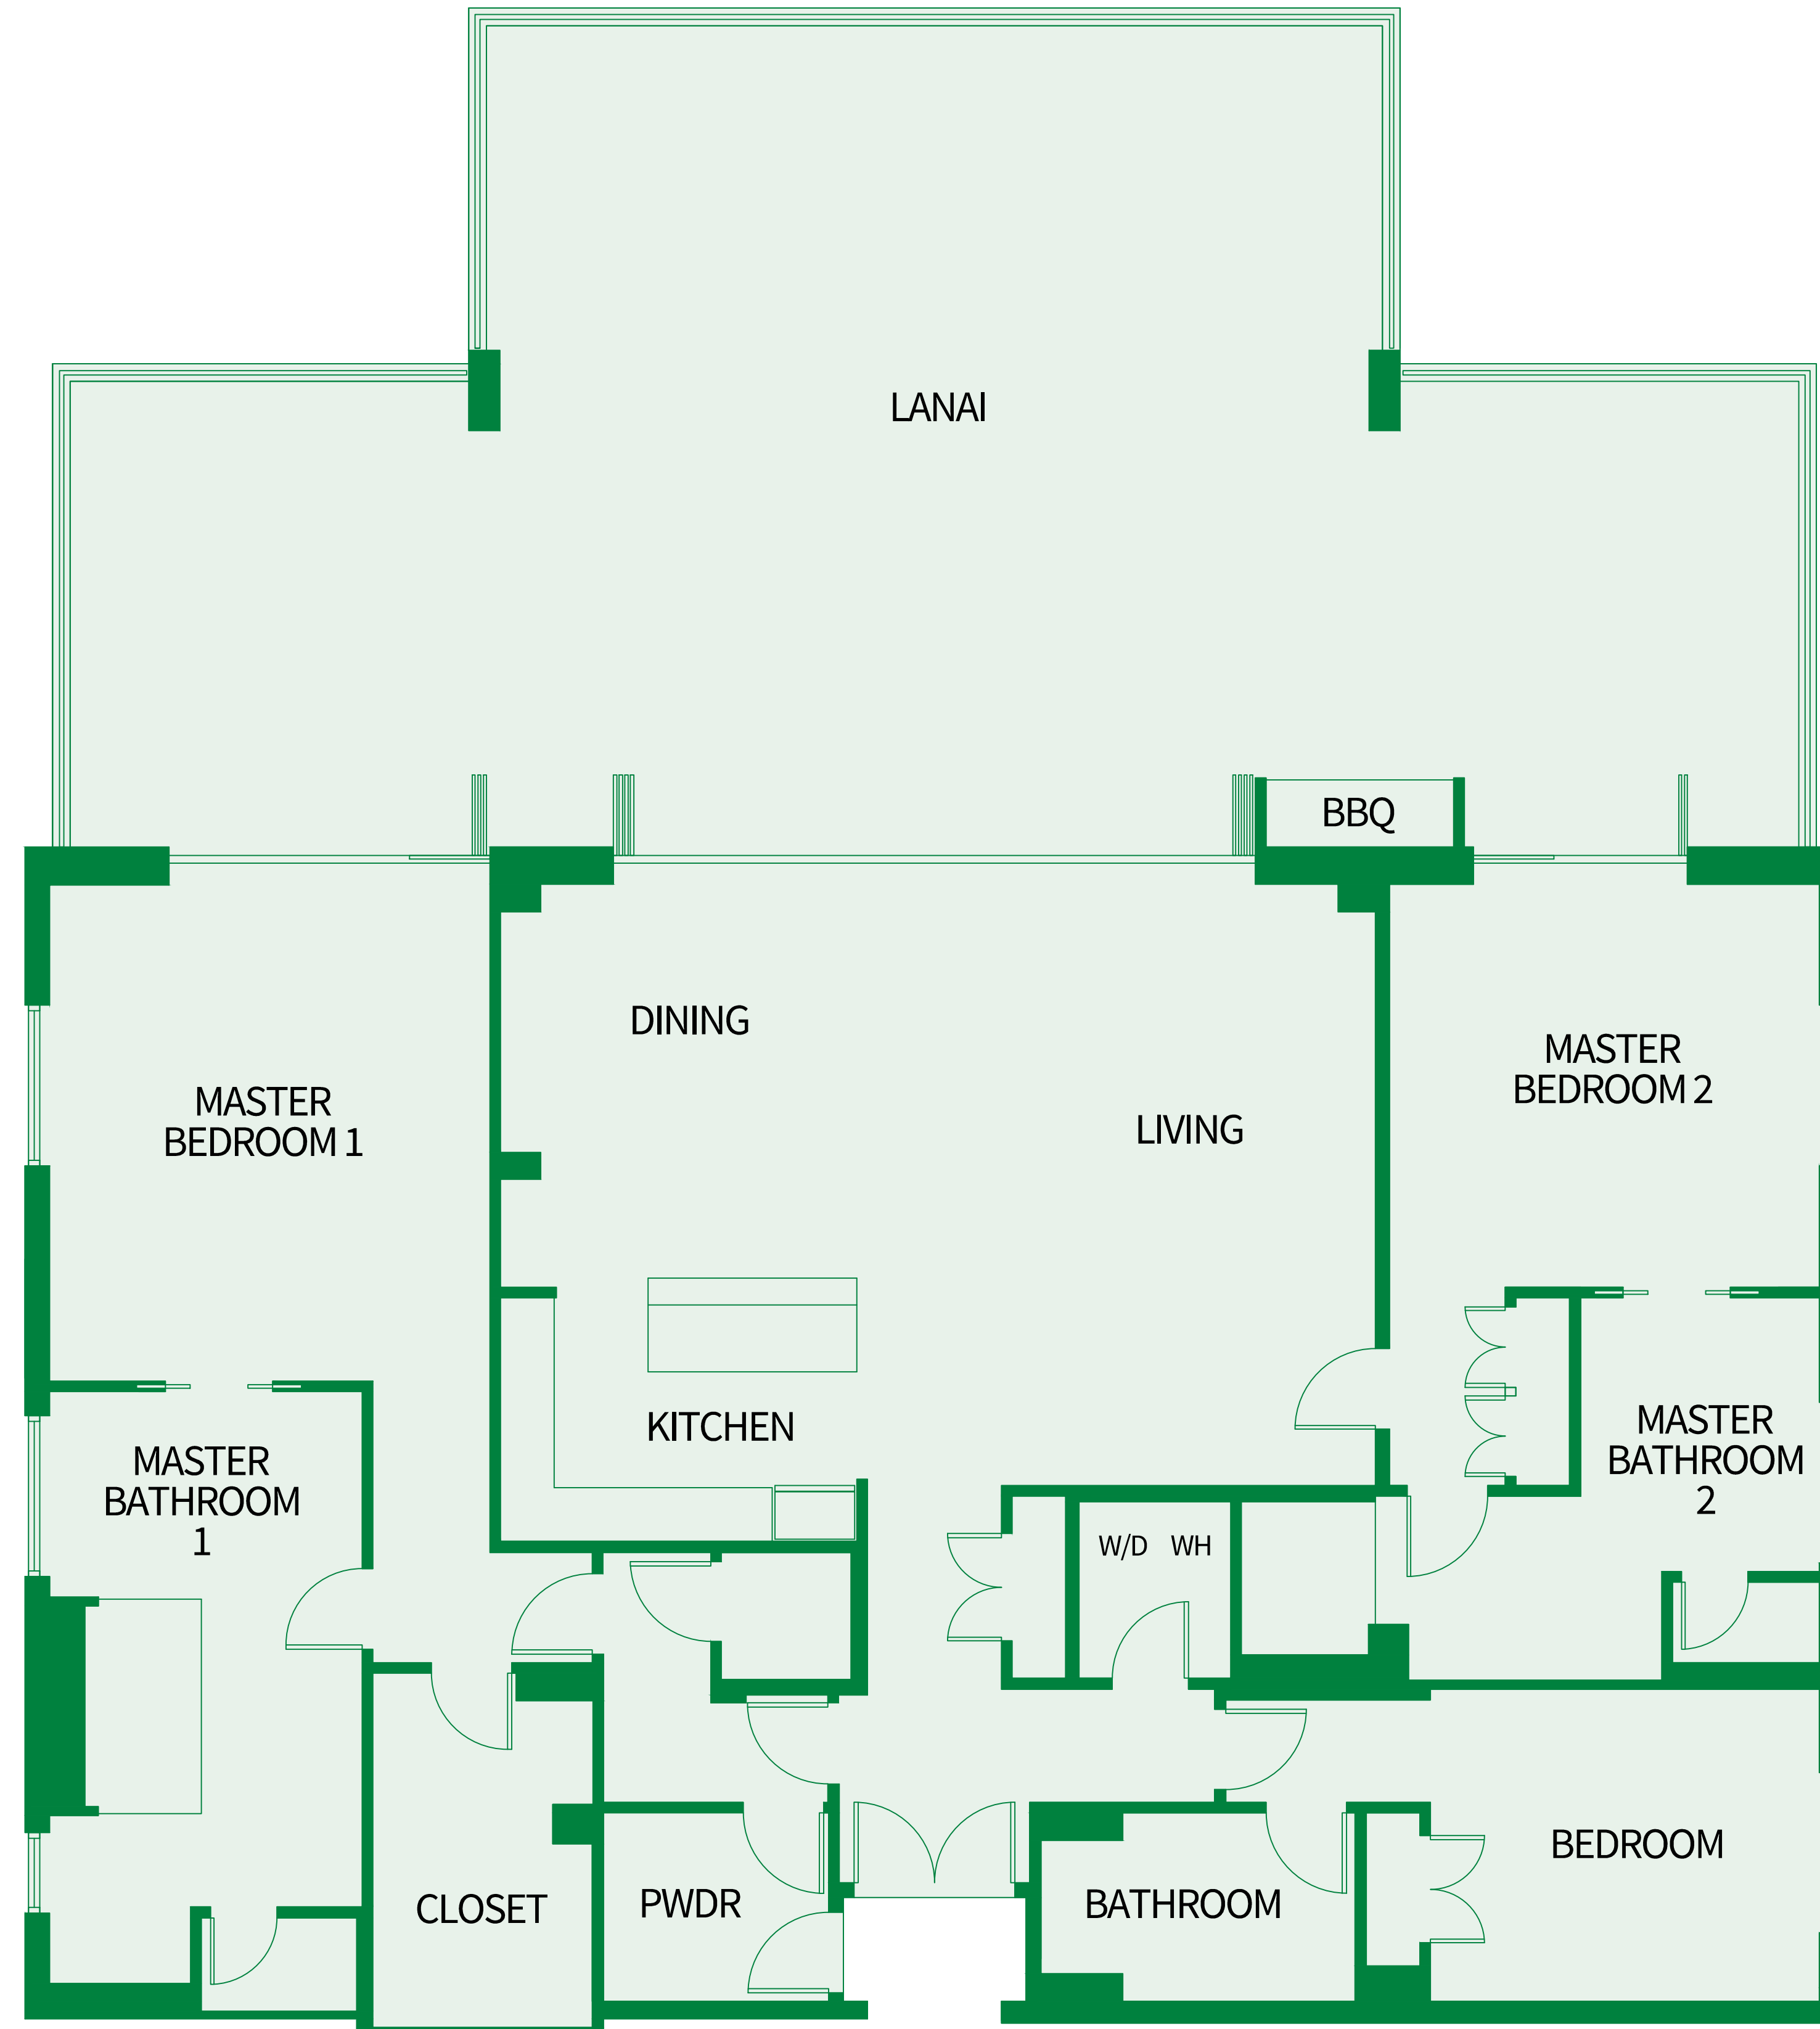 LANAI
BBQ
DINING
MASTER
BEDROOM 2
MASTER
BEDROOM 1
LIVING
KITCHEN
MASTER
BATHROOM
2
MASTER
BATHROOM
1
W/D WH
BEDROOM
CLOSET
PWDR
BATHROOM